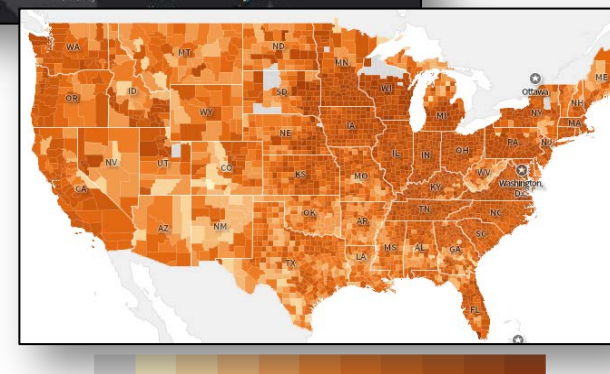 WA
MT
ND
MN
ME
OR
ID
WY
SD
WI
MI
Ottawa
NY
NH
MA
NV
UT
CO
NE
IA
IL
IN
OH
PA
NJ
CA
KS
MO
KY
WV
Washington,
D.C.
AZ
NM
OK
AR
TN
NC
SC
TX
LA
MS
AL
GA
FL